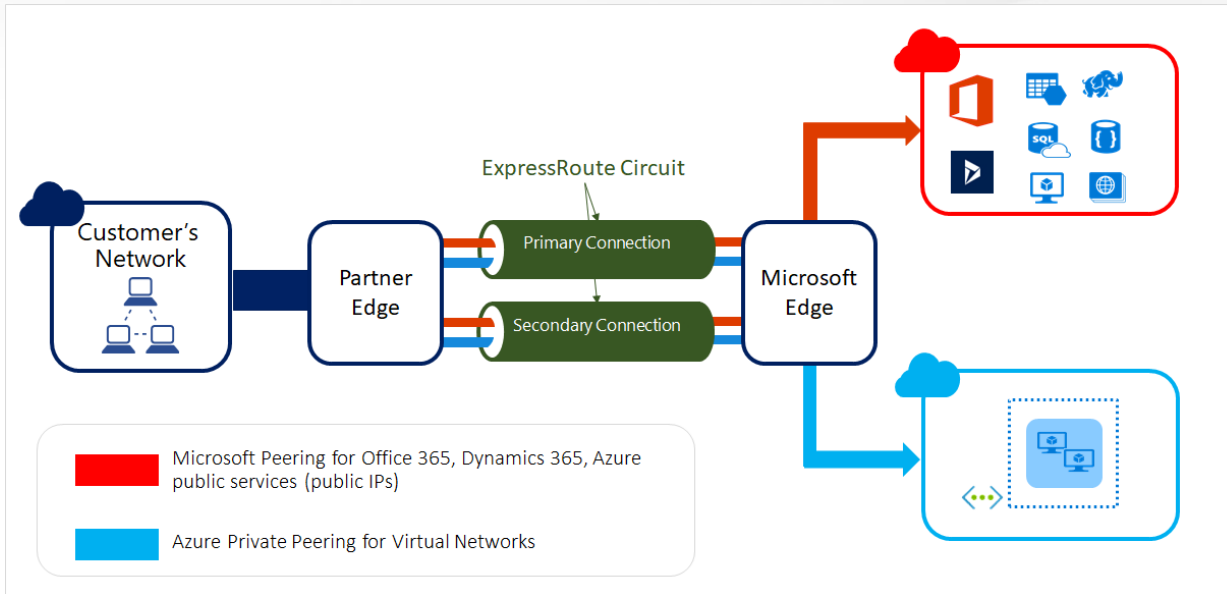 ExpressRoute Circuit
Customer's
Network
Partner
Edge
Primary Connection
Secondary Connection
Microsoft
Edge
SQL
{ }
Microsoft Peering for Office 365, Dynamics 365, Azure
public services (public IPs)
Azure Private Peering for Virtual Networks